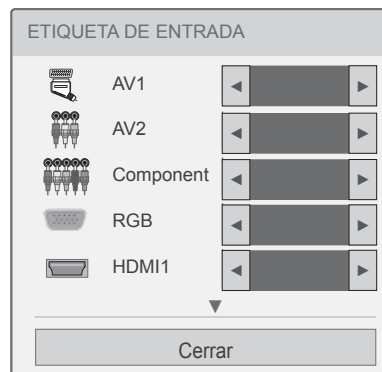 ETIQUETA DE ENTRADA
AV1
AV2
Component
RGB
HDMI1
Cerrar